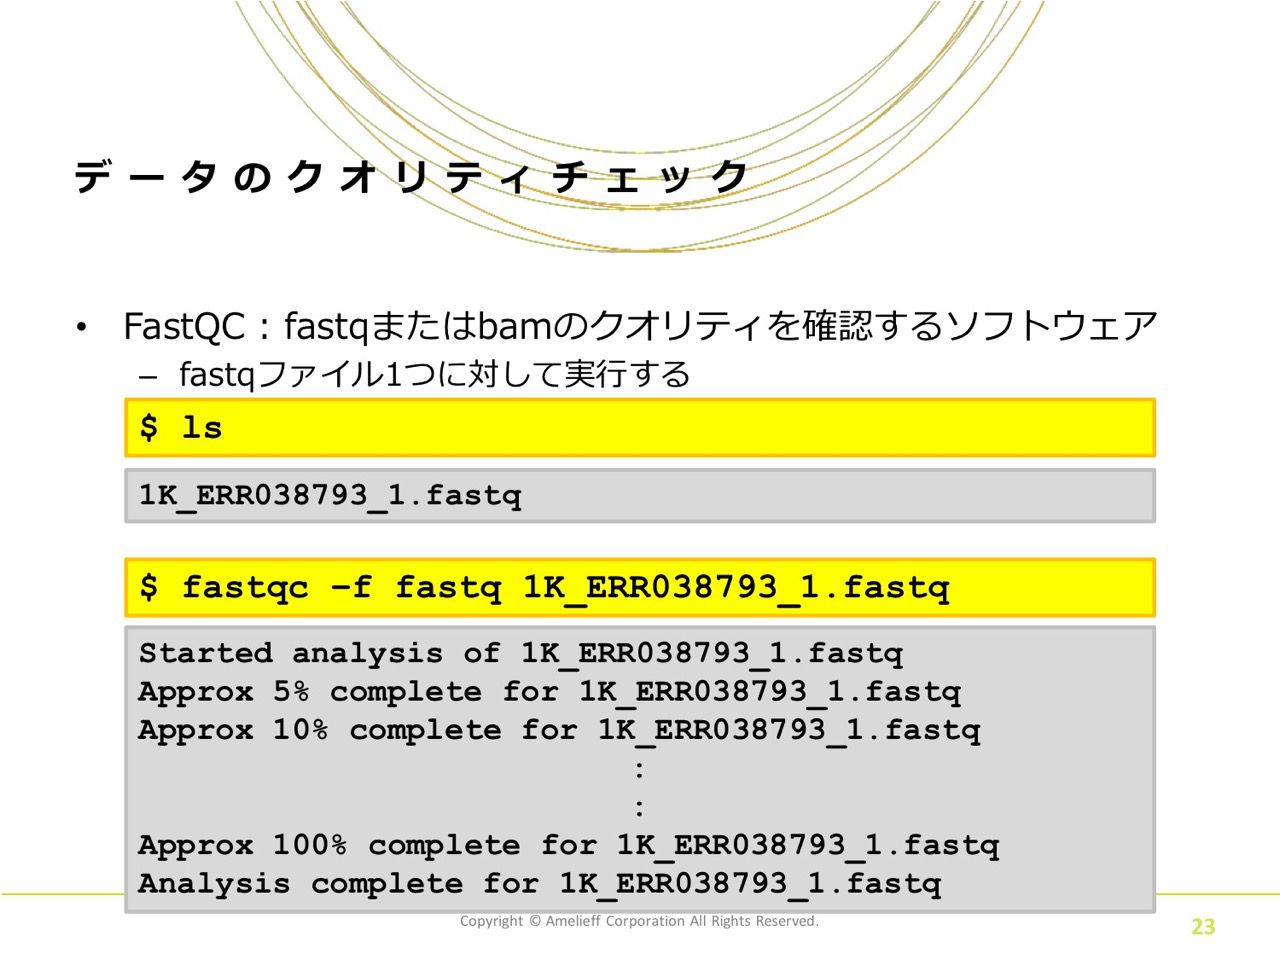 データのクオリティチェック
• FastQC：fastqまたはbamのクオリティを確認するソフトウェア
– fastqファイル1つに対して実行する
$ ls
1K_ERR038793_1.fastq
$ fastqc –f fastq 1K_ERR038793_1.fastq
Started analysis of 1K_ERR038793_1.fastq
Approx 5% complete for 1K_ERR038793_1.fastq
Approx 10% complete for 1K_ERR038793_1.fastq
:
:
Approx 100% complete for 1K_ERR038793_1.fastq
Analysis complete for 1K_ERR038793_1.fastq
Copyright © Amelieff Corporation All Rights Reserved.
23